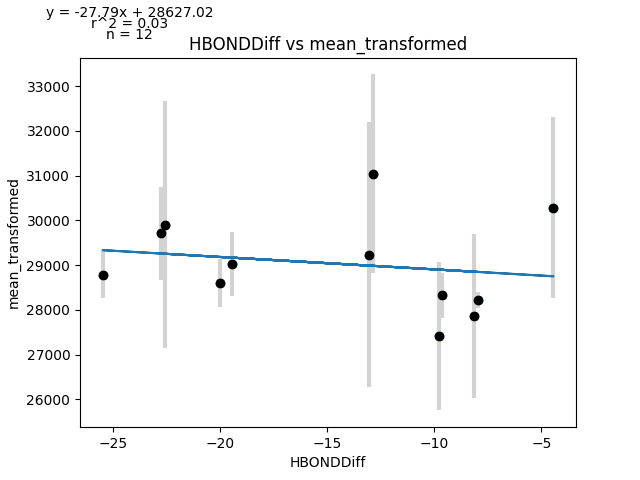 y = -27.79x + 28627.02
r^2 = 0.03
n = 12
HBONDDiff vs mean_transformed
33000
32000
31000
30000
29000
28000
27000
26000
mean_transformed
−25
−20
−15
−10
−5
HBONDDiff